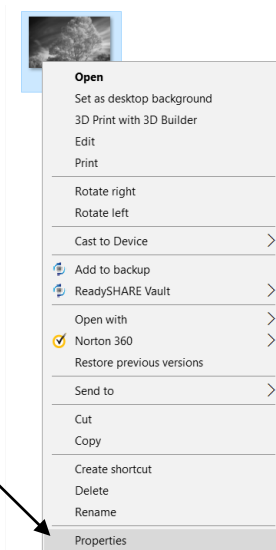 Open
Set as desktop background
3D Print with 3D Builder
Edit
Print
Rotate right
Rotate left
Cast to Device
Add to backup
ReadySHARE Vault
Open with
Norton 360
Restore previous versions
Send to
Cut
Copy
Create shortcut
Delete
Rename
Properties